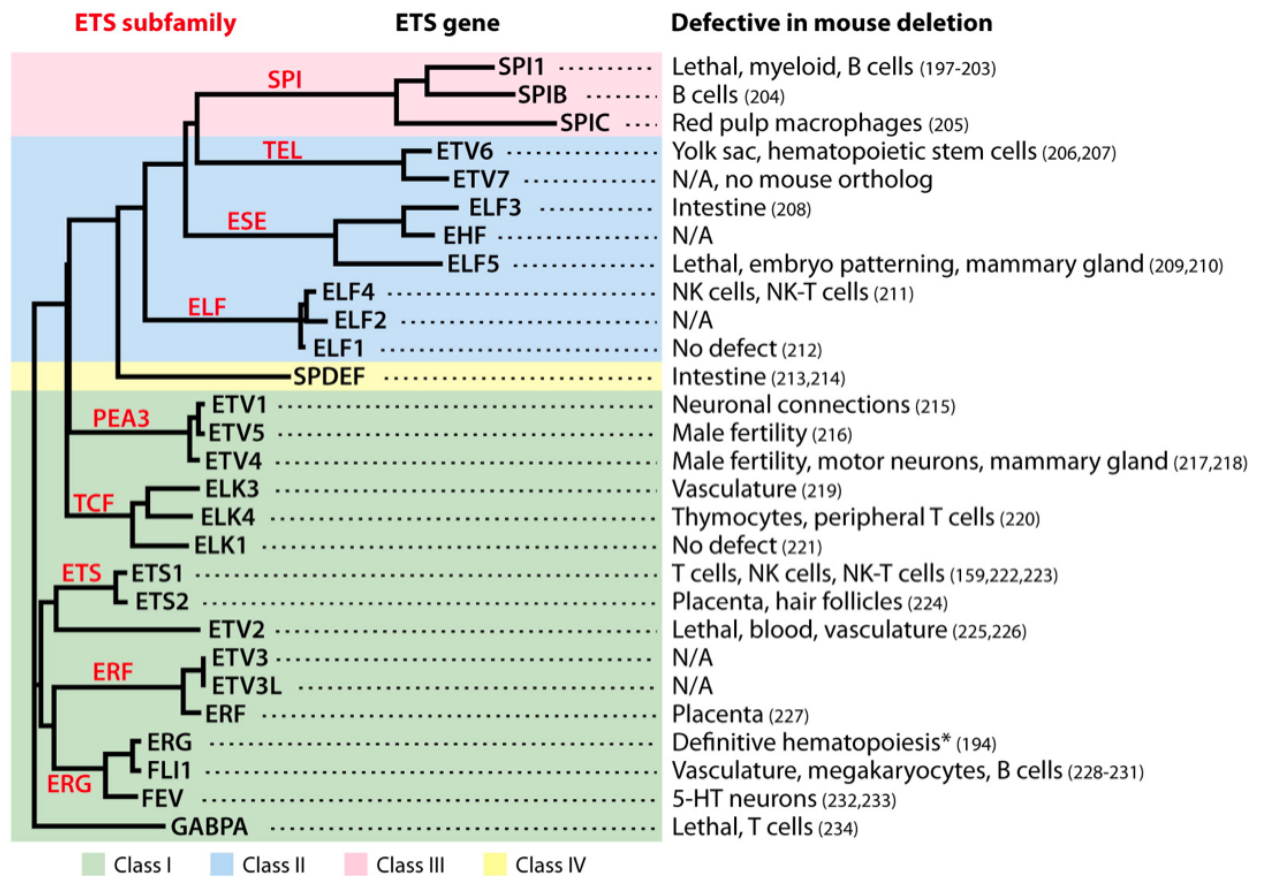 ETS subfamily ETS gene Defective in mouse deletion
SPI
SPI1 Lethal, myeloid, B cells (197-203)
SPIB B cells (204)
SPIC Red pulp macrophages (205)
TEL
ETV6 Yolk sac, hematopoietic stem cells (206,207)
ETV7 N/A, no mouse ortholog
ESE
ELF3 Intestine (208)
EHF N/A
ELF5 Lethal, embryo patterning, mammary gland (209,210)
ELF
ELF4 NK cells, NK-T cells (211)
ELF2 N/A
ELF1 No defect (212)
SPDEF Intestine (213,214)
PEA3
ETV1 Neuronal connections (215)
ETV5 Male fertility (216)
ETV4 Male fertility, motor neurons, mammary gland (217,218)
TCF
ELK3 Vasculature (219)
ELK4 Thymocytes, peripheral T cells (220)
ELK1 No defect (221)
ETS
ETS1 T cells, NK cells, NK-T cells (159,222,223)
ETS2 Placenta, hair follicles (224)
ETV2 Lethal, blood, vasculature (225,226)
ERF
ETV3 N/A
ETV3L N/A
ERF Placenta (227)
ERG
ERG Definitive hematopoiesis* (194)
FLI1 Vasculature, megakaryocytes, B cells (228-231)
FEV 5-HT neurons (232,233)
GABPA Lethal, T cells (234)
Class I Class II Class III Class IV